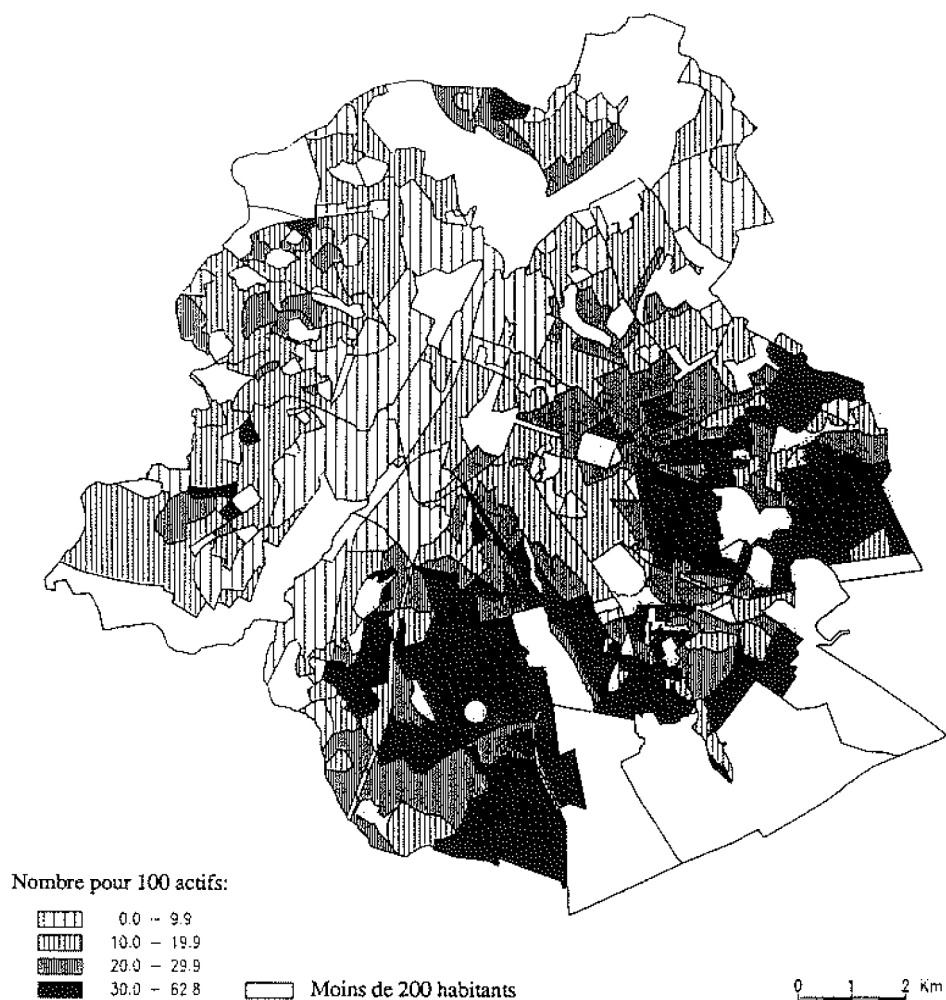 Nombre pour 100 actifs:
0.0 - 9.9
10.0 - 19.9
20.0 - 29.9
30.0 - 62.8
Moins de 200 habitants
0 1 2 Km